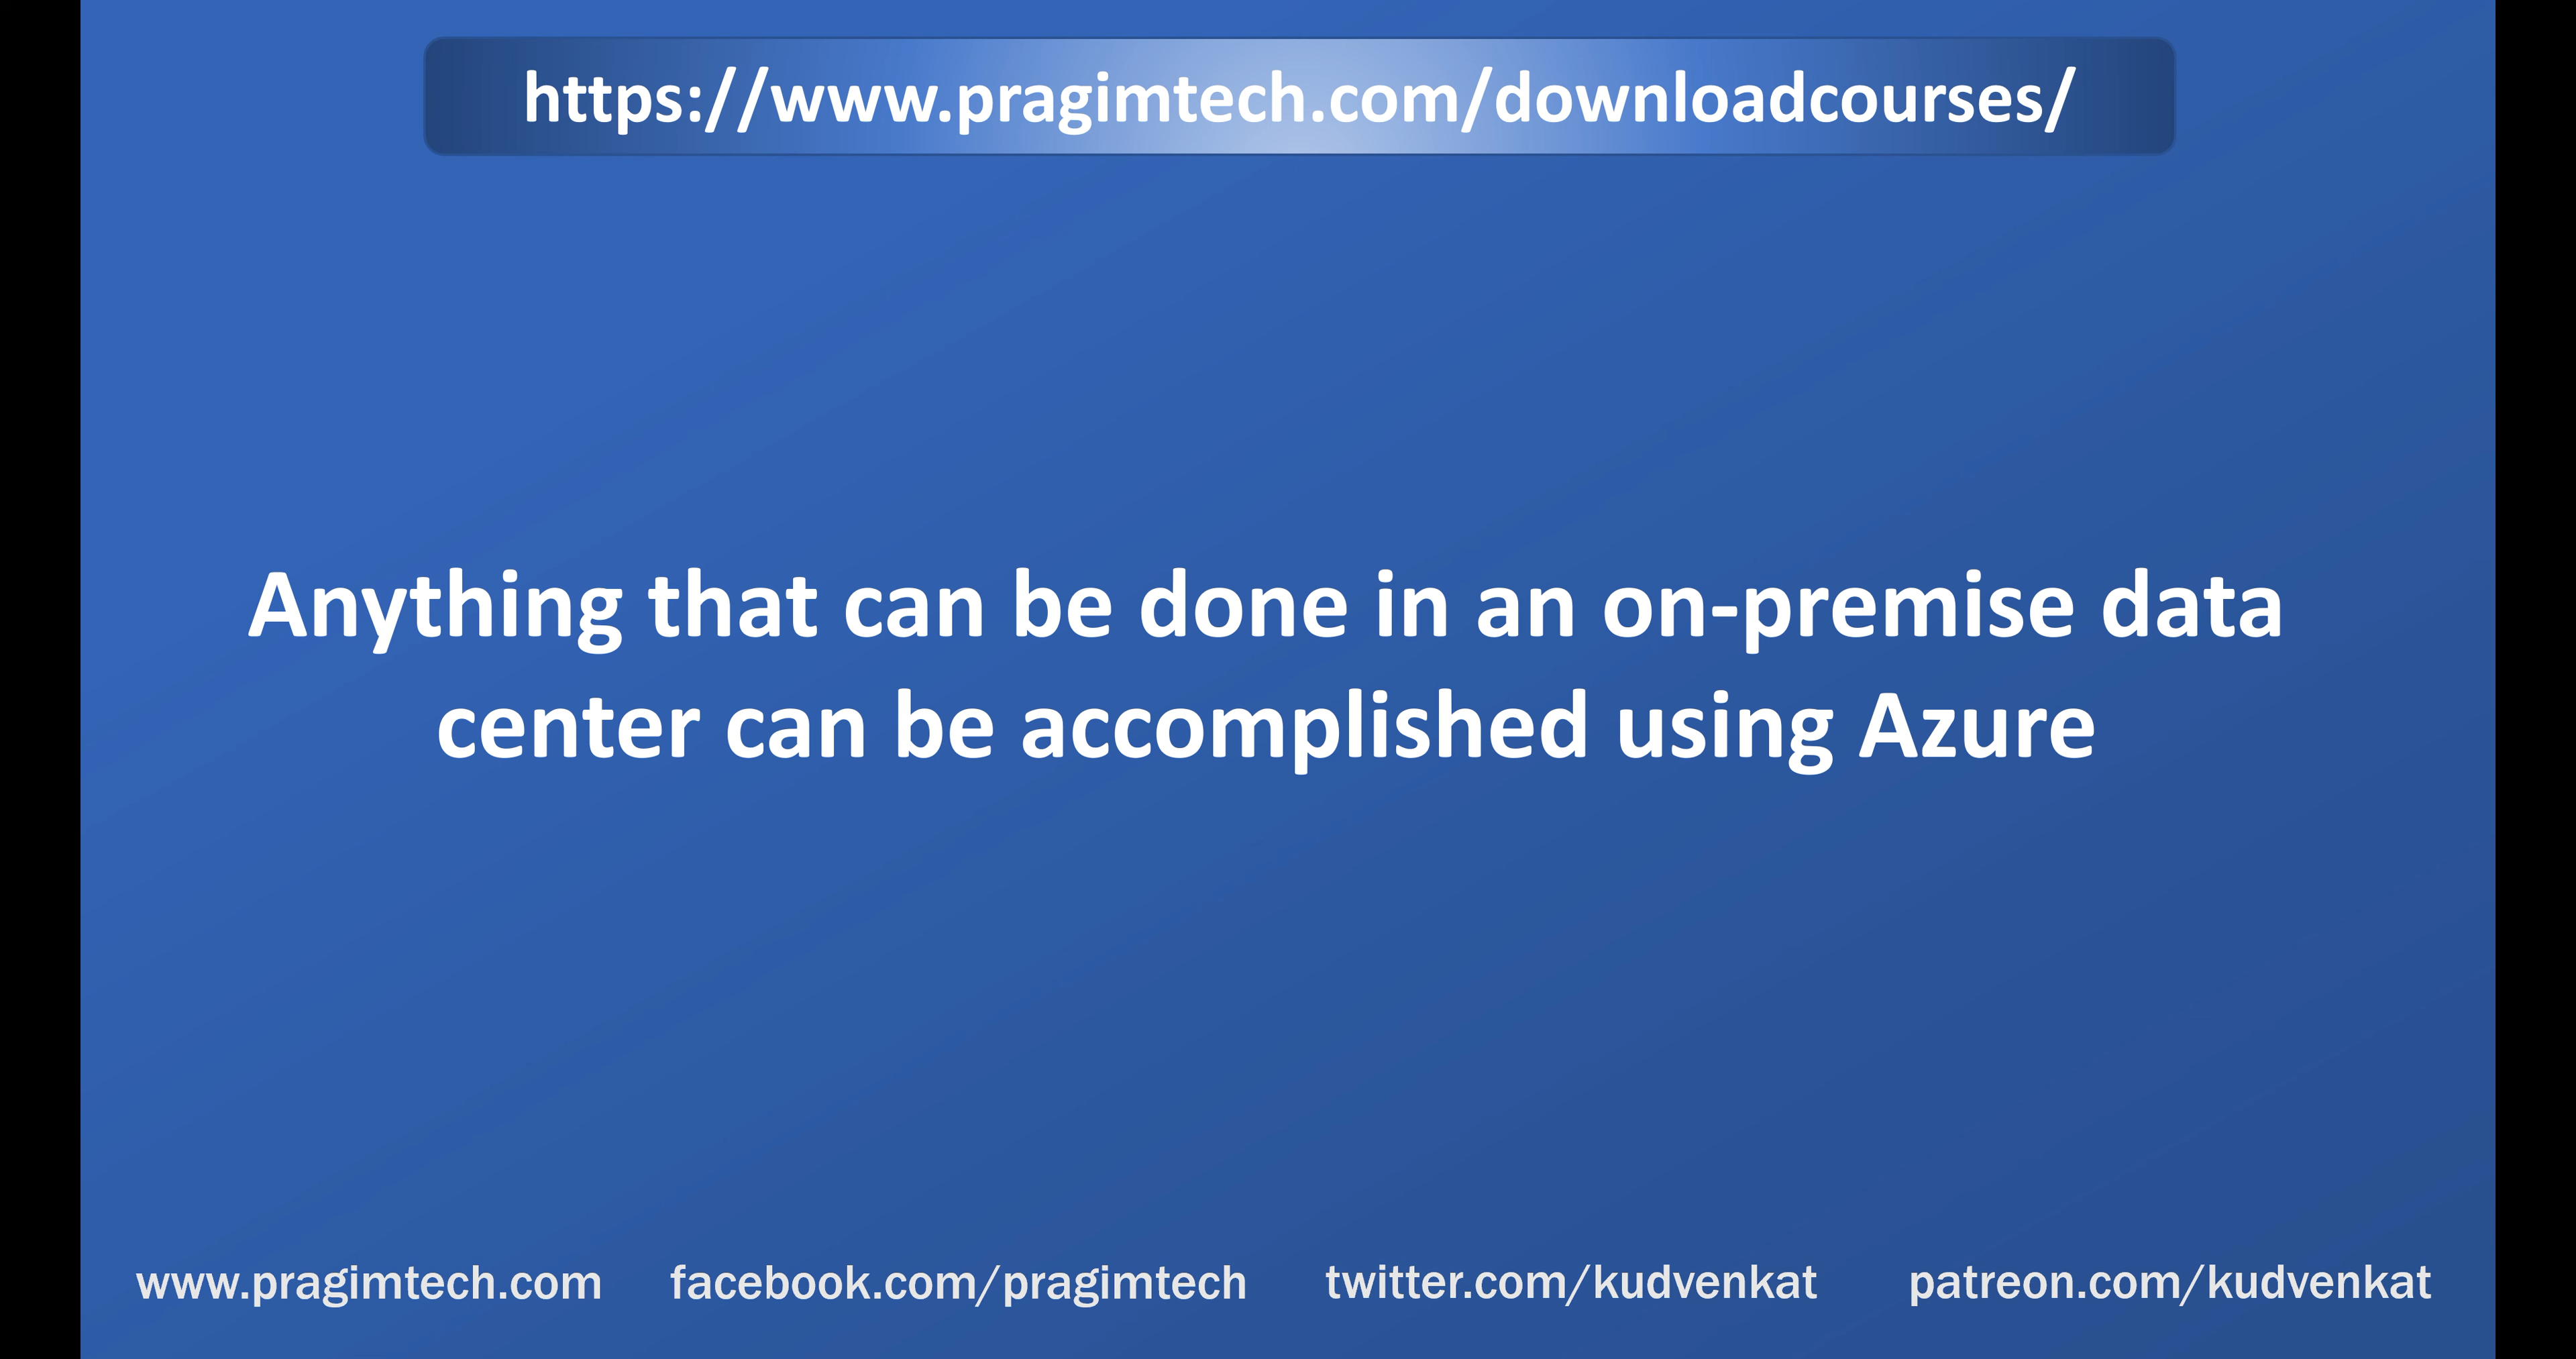 https://www.pragimtech.com/downloadcourses/
Anything that can be done in an on-premise data
center can be accomplished using Azure
www.pragimtech.com facebook.com/pragimtech twitter.com/kudvenkat patreon.com/kudvenkat